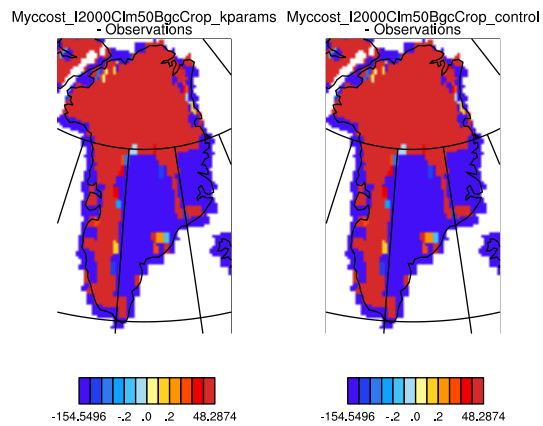 Myccost_I2000Clm50BgcCrop_kparams
- Observations
Myccost_I2000Clm50BgcCrop_control
- Observations
-154.5496 -.2 .0 .2 48.2874
-154.5496 -.2 .0 .2 48.2874